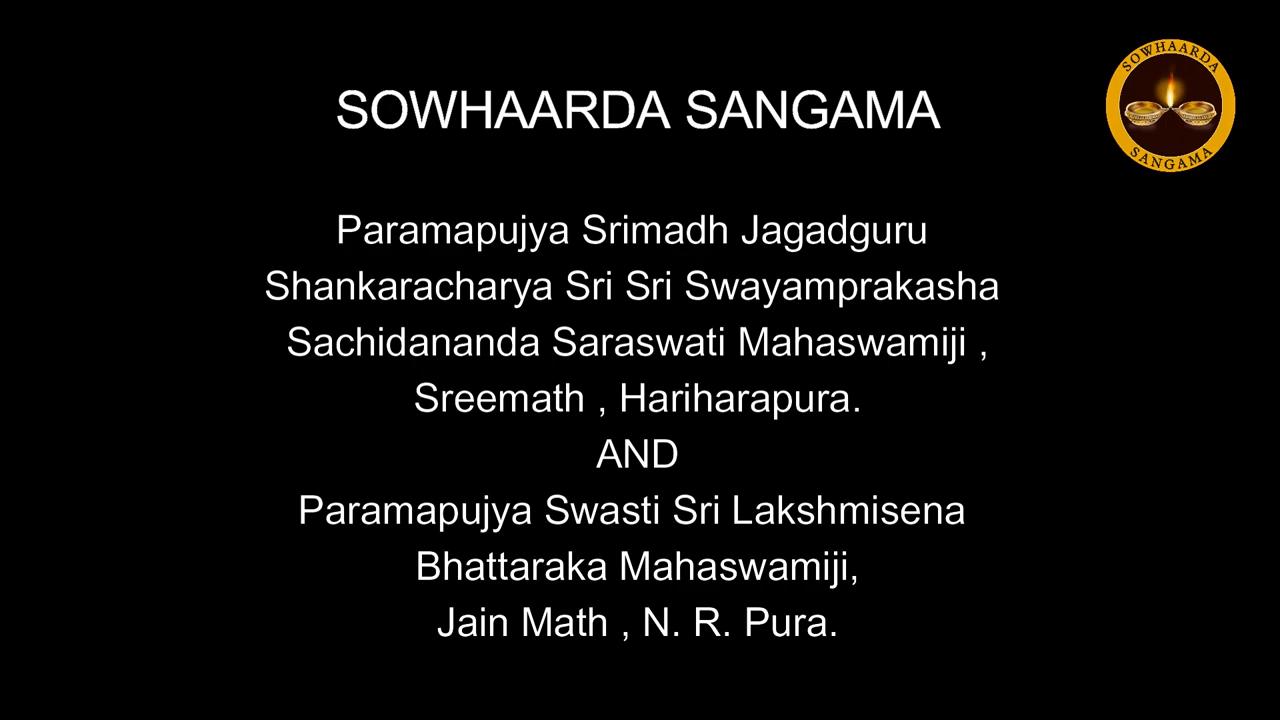 SOWHAARDA
SANGAMA
SOWHAARDA SANGAMA
Paramapujya Srimadh Jagadguru
Shankaracharya Sri Sri Swayamprakasha
Sachidananda Saraswati Mahaswamiji ,
Sreemath , Hariharapura.
AND
Paramapujya Swasti Sri Lakshmisena
Bhattaraka Mahaswamiji,
Jain Math , N. R. Pura.